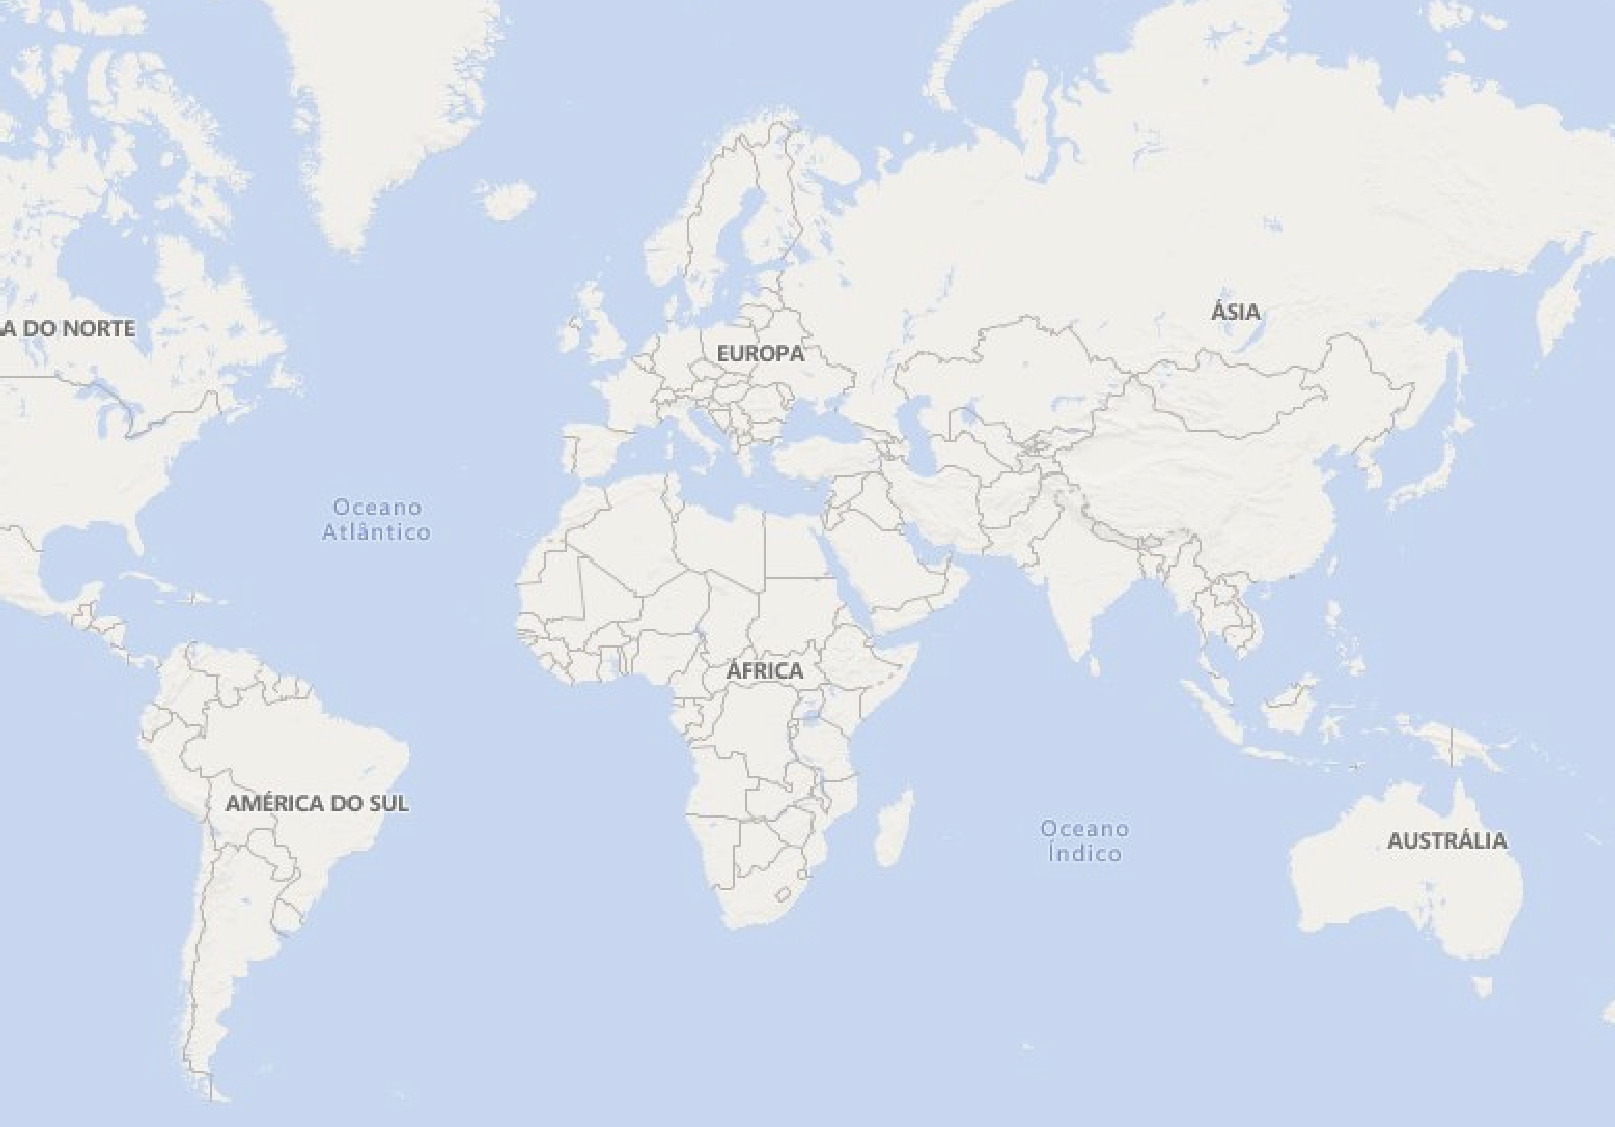 ÁSIA
A DO NORTE
EUROPA
Oceano
Atlântico
ÁFRICA
AMÉRICA DO SUL
Oceano
Índico
AUSTRÁLIA